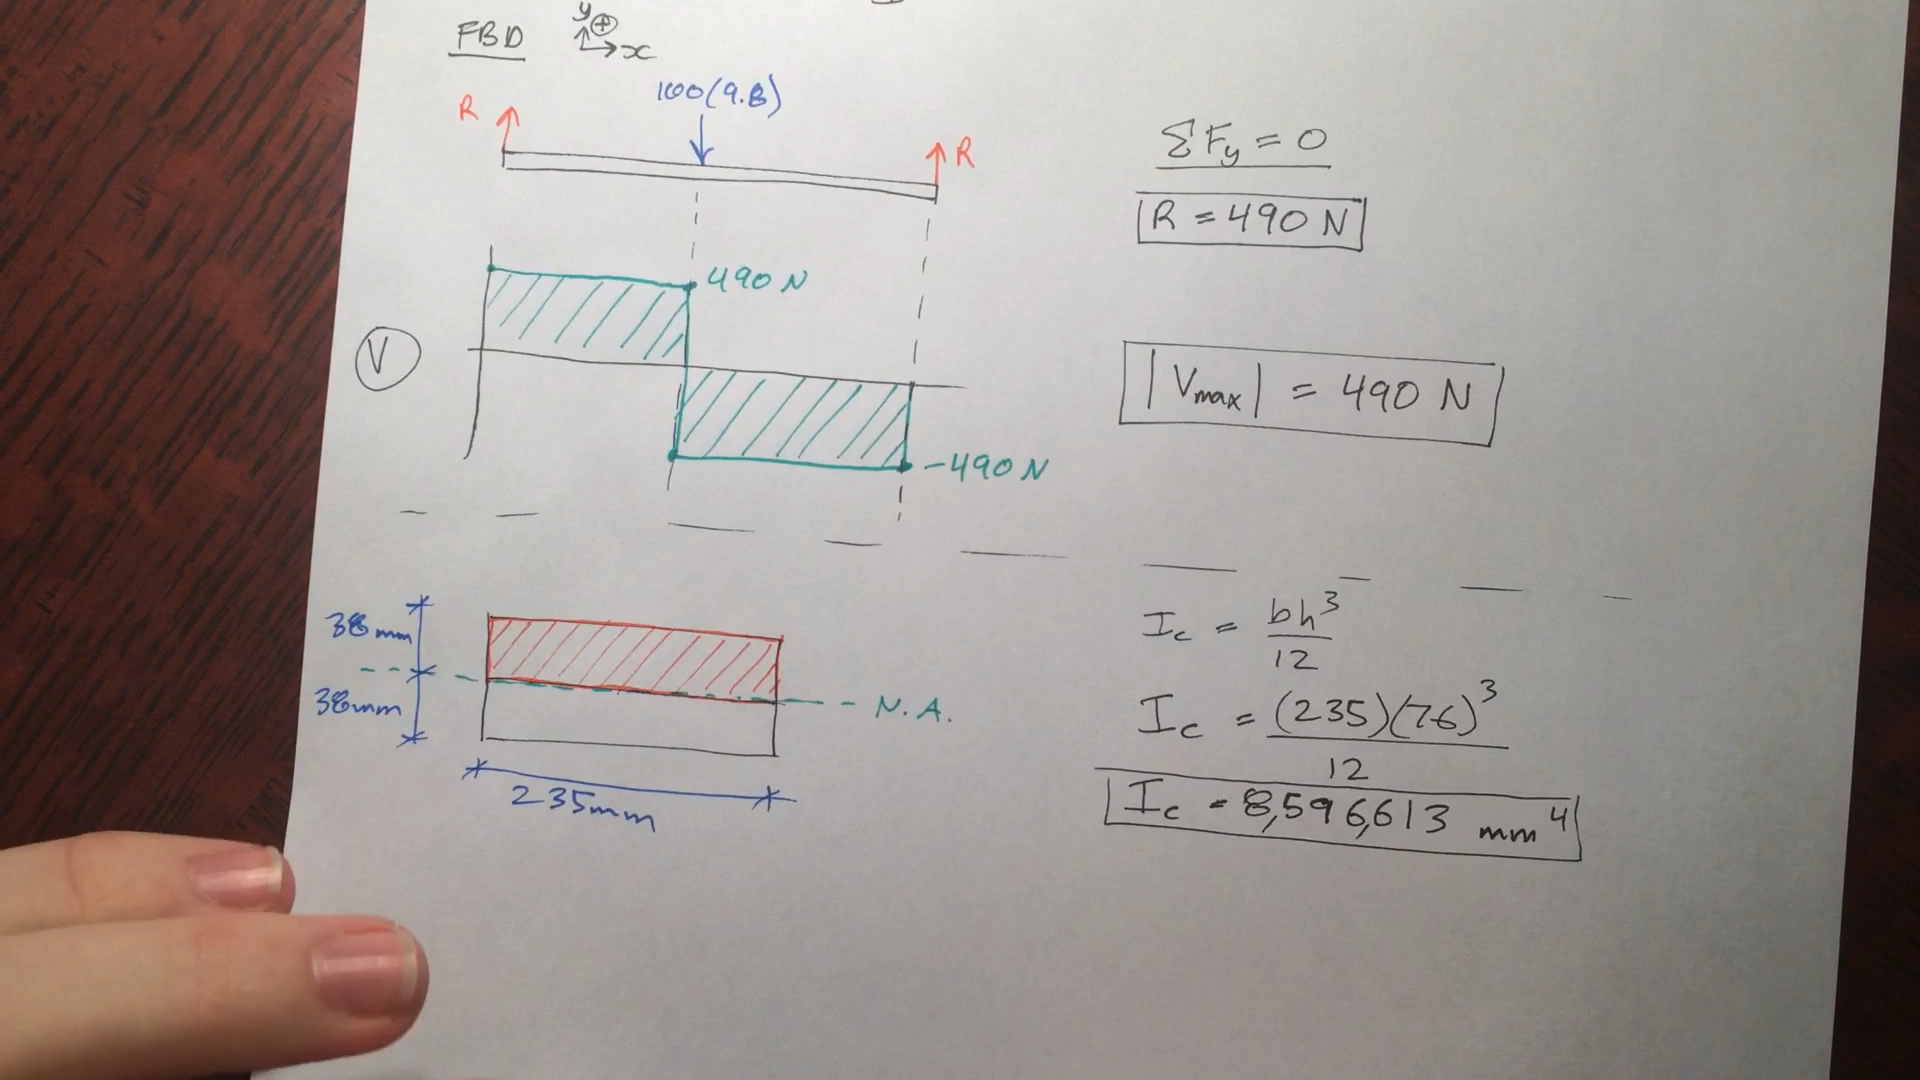 FBD
y
⊕
x
100(9.8)
R
R
ΣFy = 0
R = 490 N
490 N
V
|Vmax| = 490 N
-490 N
38mm
38mm
N.A.
235mm
Ic = bh³
12
Ic = (235)(76)³
12
Ic = 8,596,613 mm⁴